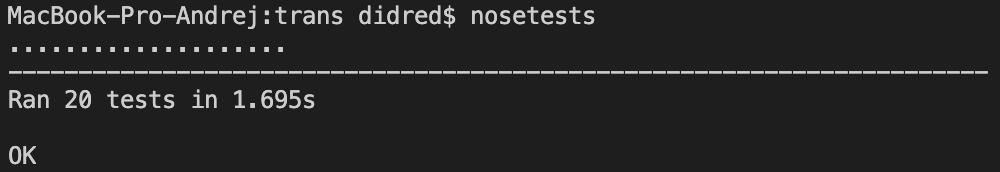 MacBook-Pro-Andrej:trans didred$ nosetests
....................
----------------------------------------------------------------------
Ran 20 tests in 1.695s
OK